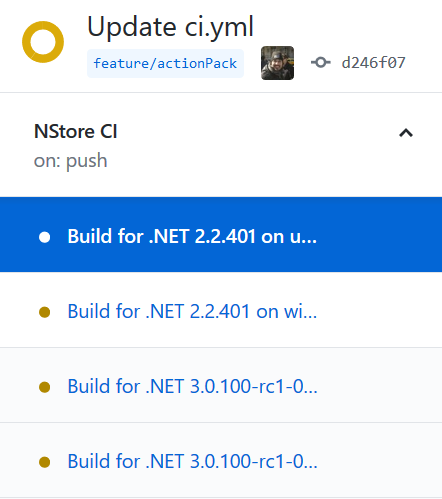 Update ci.yml
feature/actionPack
d246f07
NStore CI
on: push
Build for .NET 2.2.401 on u...
Build for .NET 2.2.401 on wi...
Build for .NET 3.0.100-rc1-0...
Build for .NET 3.0.100-rc1-0...